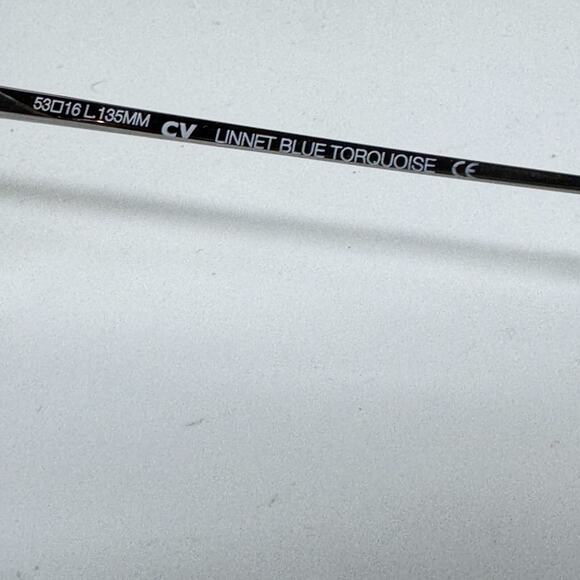 53□16 L.135MM CV LINNET BLUE TORQUOISE CE